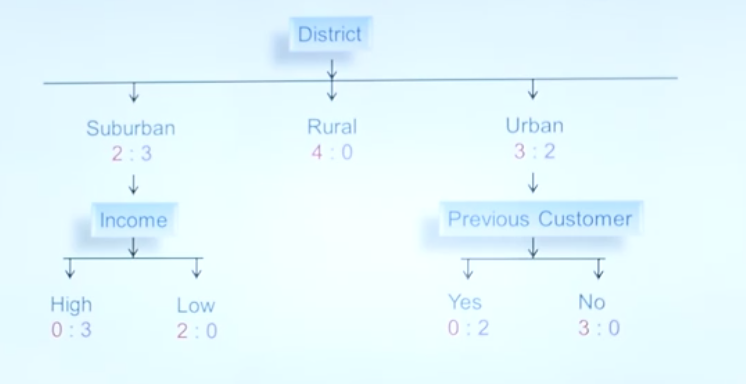 District
Suburban Rural Urban
2 : 3 4 : 0 3 : 2
Income Previous Customer
High Low Yes No
0 : 3 2 : 0 0 : 2 3 : 0